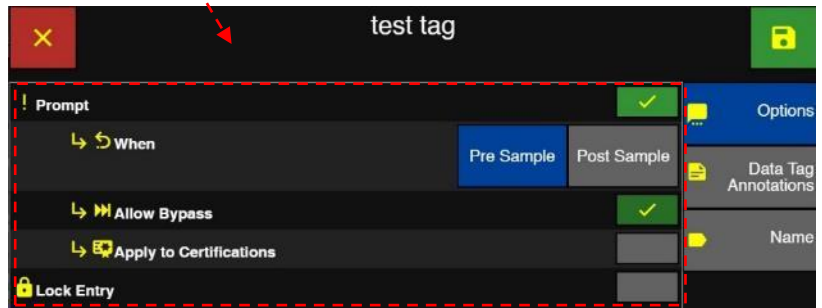 test tag
Prompt
When
Pre Sample
Post Sample
Allow Bypass
Apply to Certifications
Lock Entry
Options
Data Tag
Annotations
Name